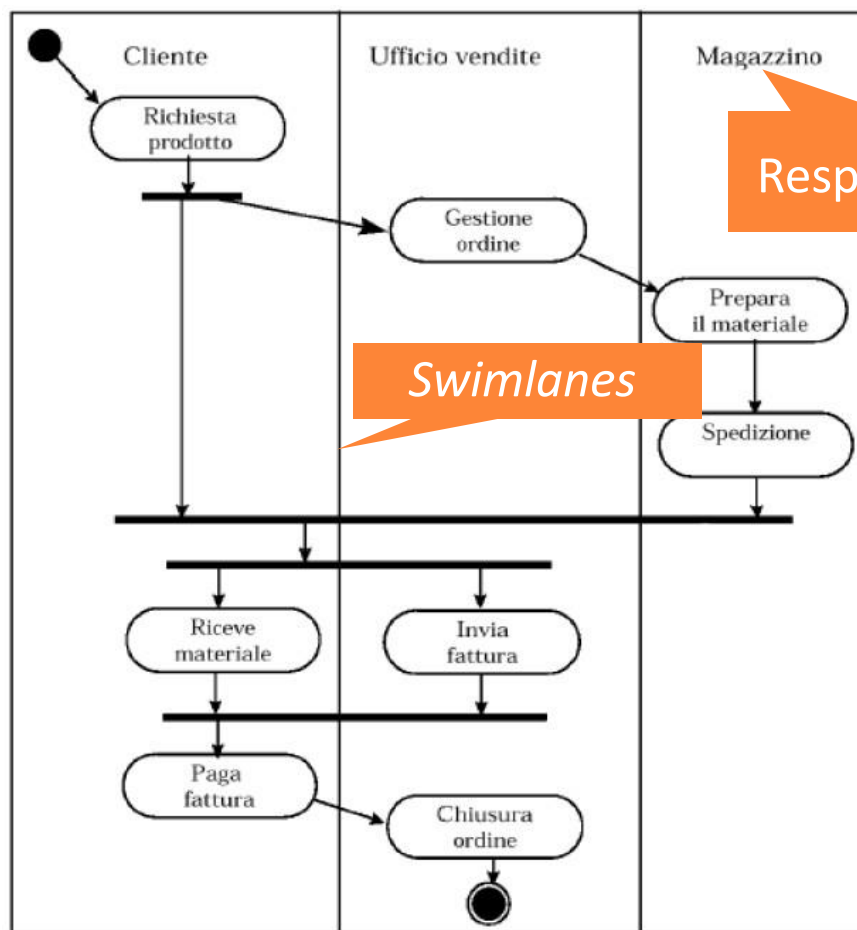 Cliente
Ufficio vendite
Magazzino
Richiesta
prodotto
Resp
Gestione
ordine
Prepara
il materiale
Swimlanes
Spedizione
Riceve
materiale
Invia
fattura
Paga
fattura
Chiusura
ordine